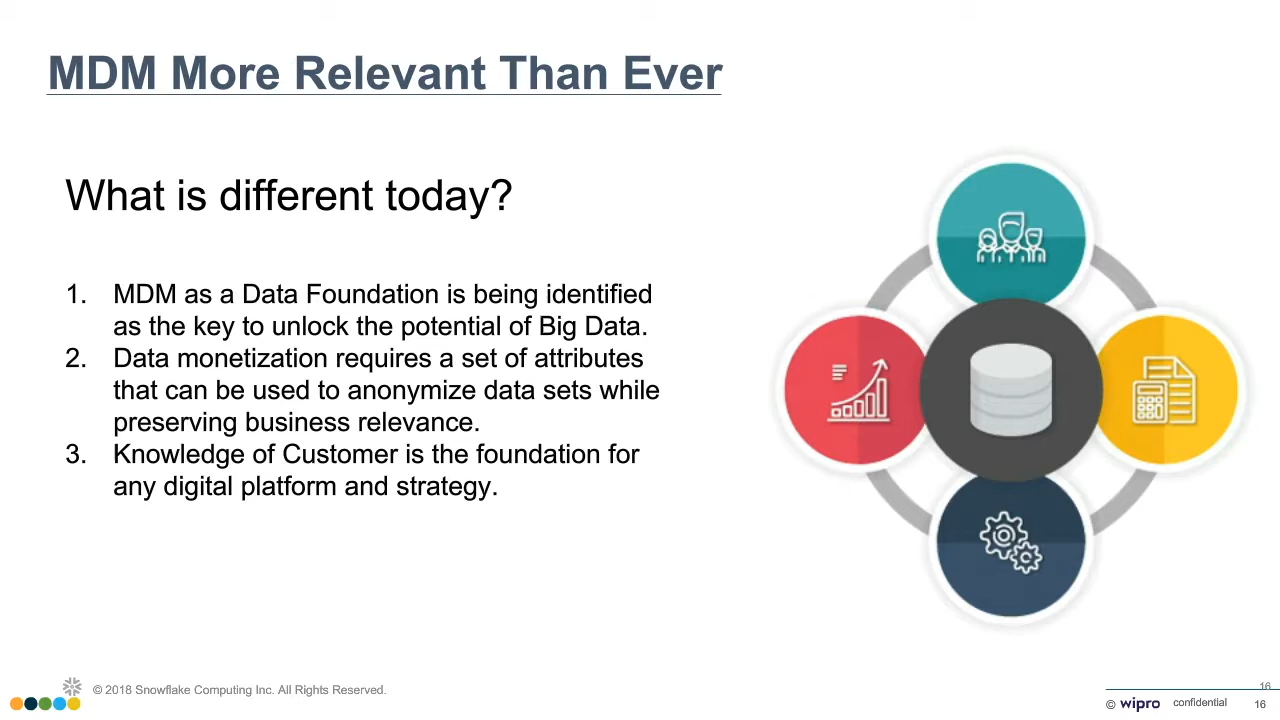 MDM More Relevant Than Ever
What is different today?
1. MDM as a Data Foundation is being identified
as the key to unlock the potential of Big Data.
2. Data monetization requires a set of attributes
that can be used to anonymize data sets while
preserving business relevance.
3. Knowledge of Customer is the foundation for
any digital platform and strategy.
© 2018 Snowflake Computing Inc. All Rights Reserved.
16
© wipro confidential 16